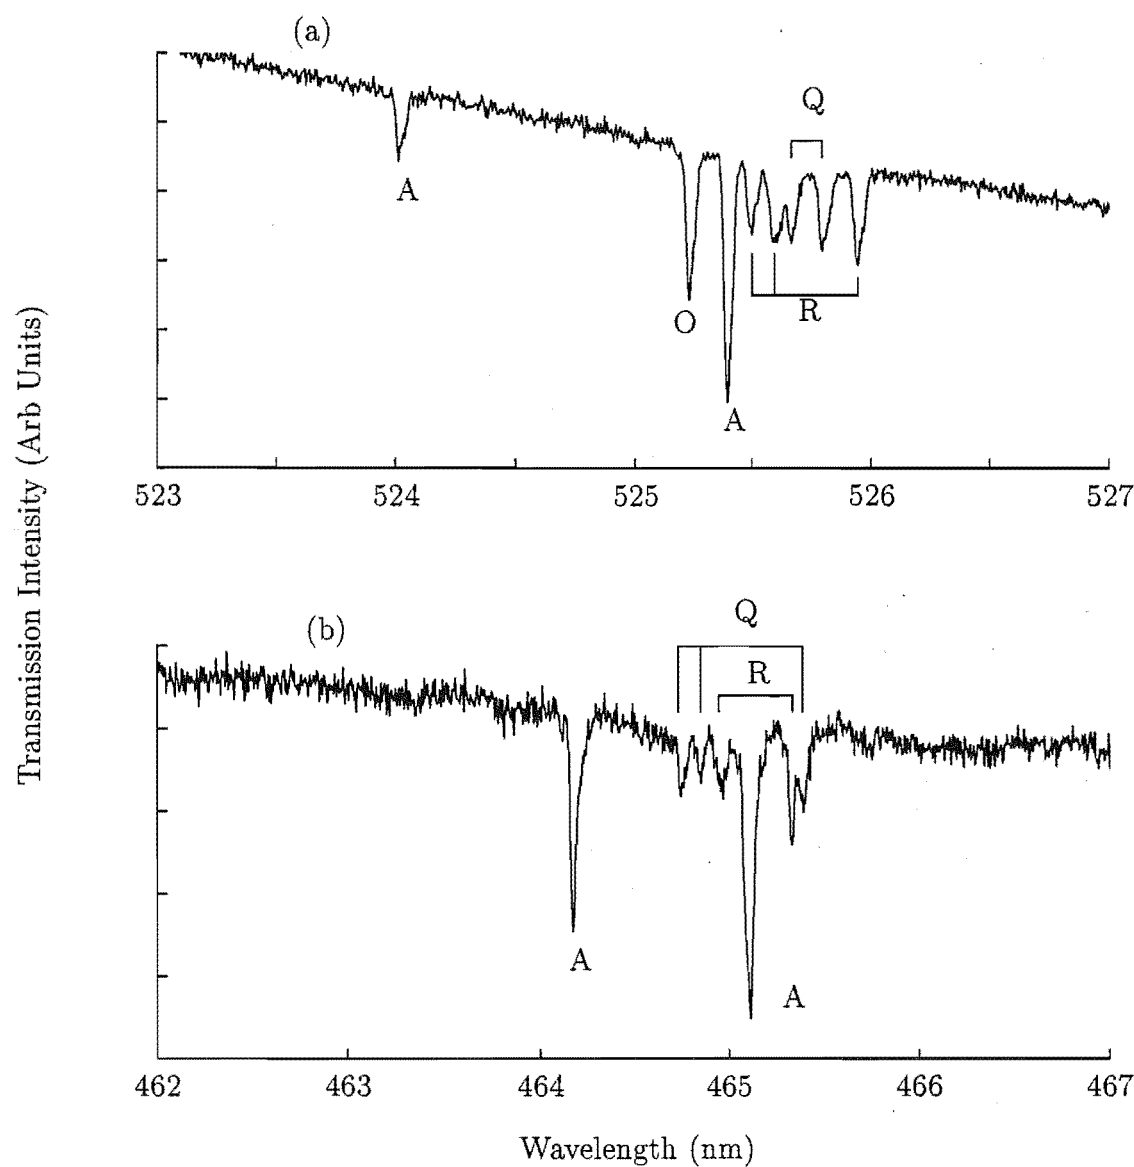 (a)
Q
A
O
R
A
523 524 525 526 527
Transmission Intensity (Arb Units)
(b)
Q
R
A
A
462 463 464 465 466 467
Wavelength (nm)